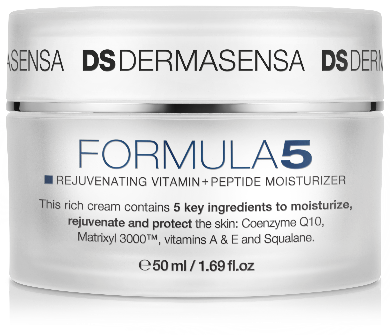 ASENSA DSDERMASENSA DSDERM
FORMULA5
REJUVENATING VITAMIN+PEPTIDE MOISTURIZER
This rich cream contains 5 key ingredients to moisturize,
rejuvenate and protect the skin: Coenzyme Q10,
Matrixyl 3000™, vitamins A & E and Squalane.
℮50 ml / 1.69 fl.oz